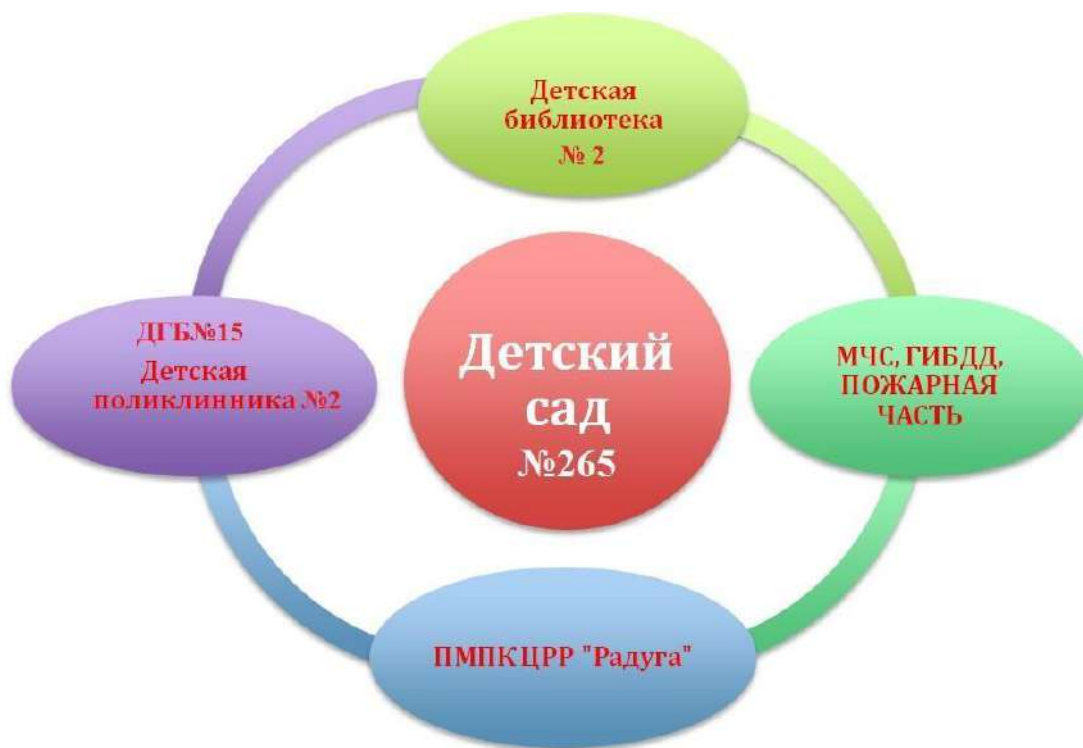 Детская
библиотека
№ 2
ДГБ№15
Детская
поликлинника №2
Детский
сад
№265
МЧС, ГИБДД,
ПОЖАРНАЯ
ЧАСТЬ
ПМПКЦРР "Радуга"